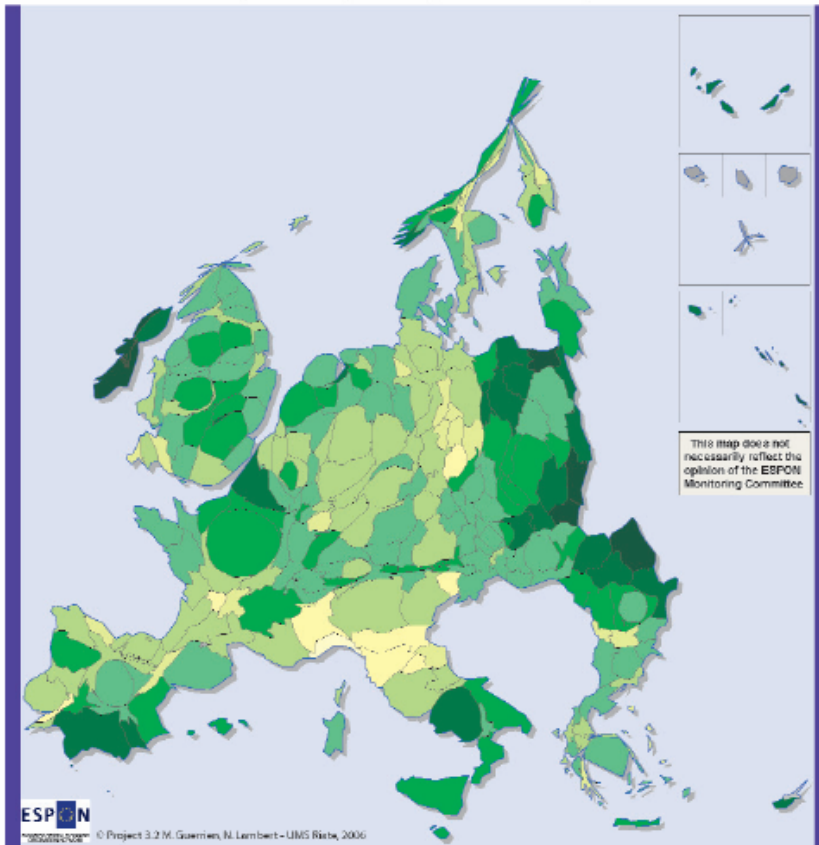 This map does not
necessarily reflect the
opinion of the ESPON
Monitoring Committee
ESPON
© Project 3.2 M. Guerrien, N. Lambert - UMS Riate, 2006